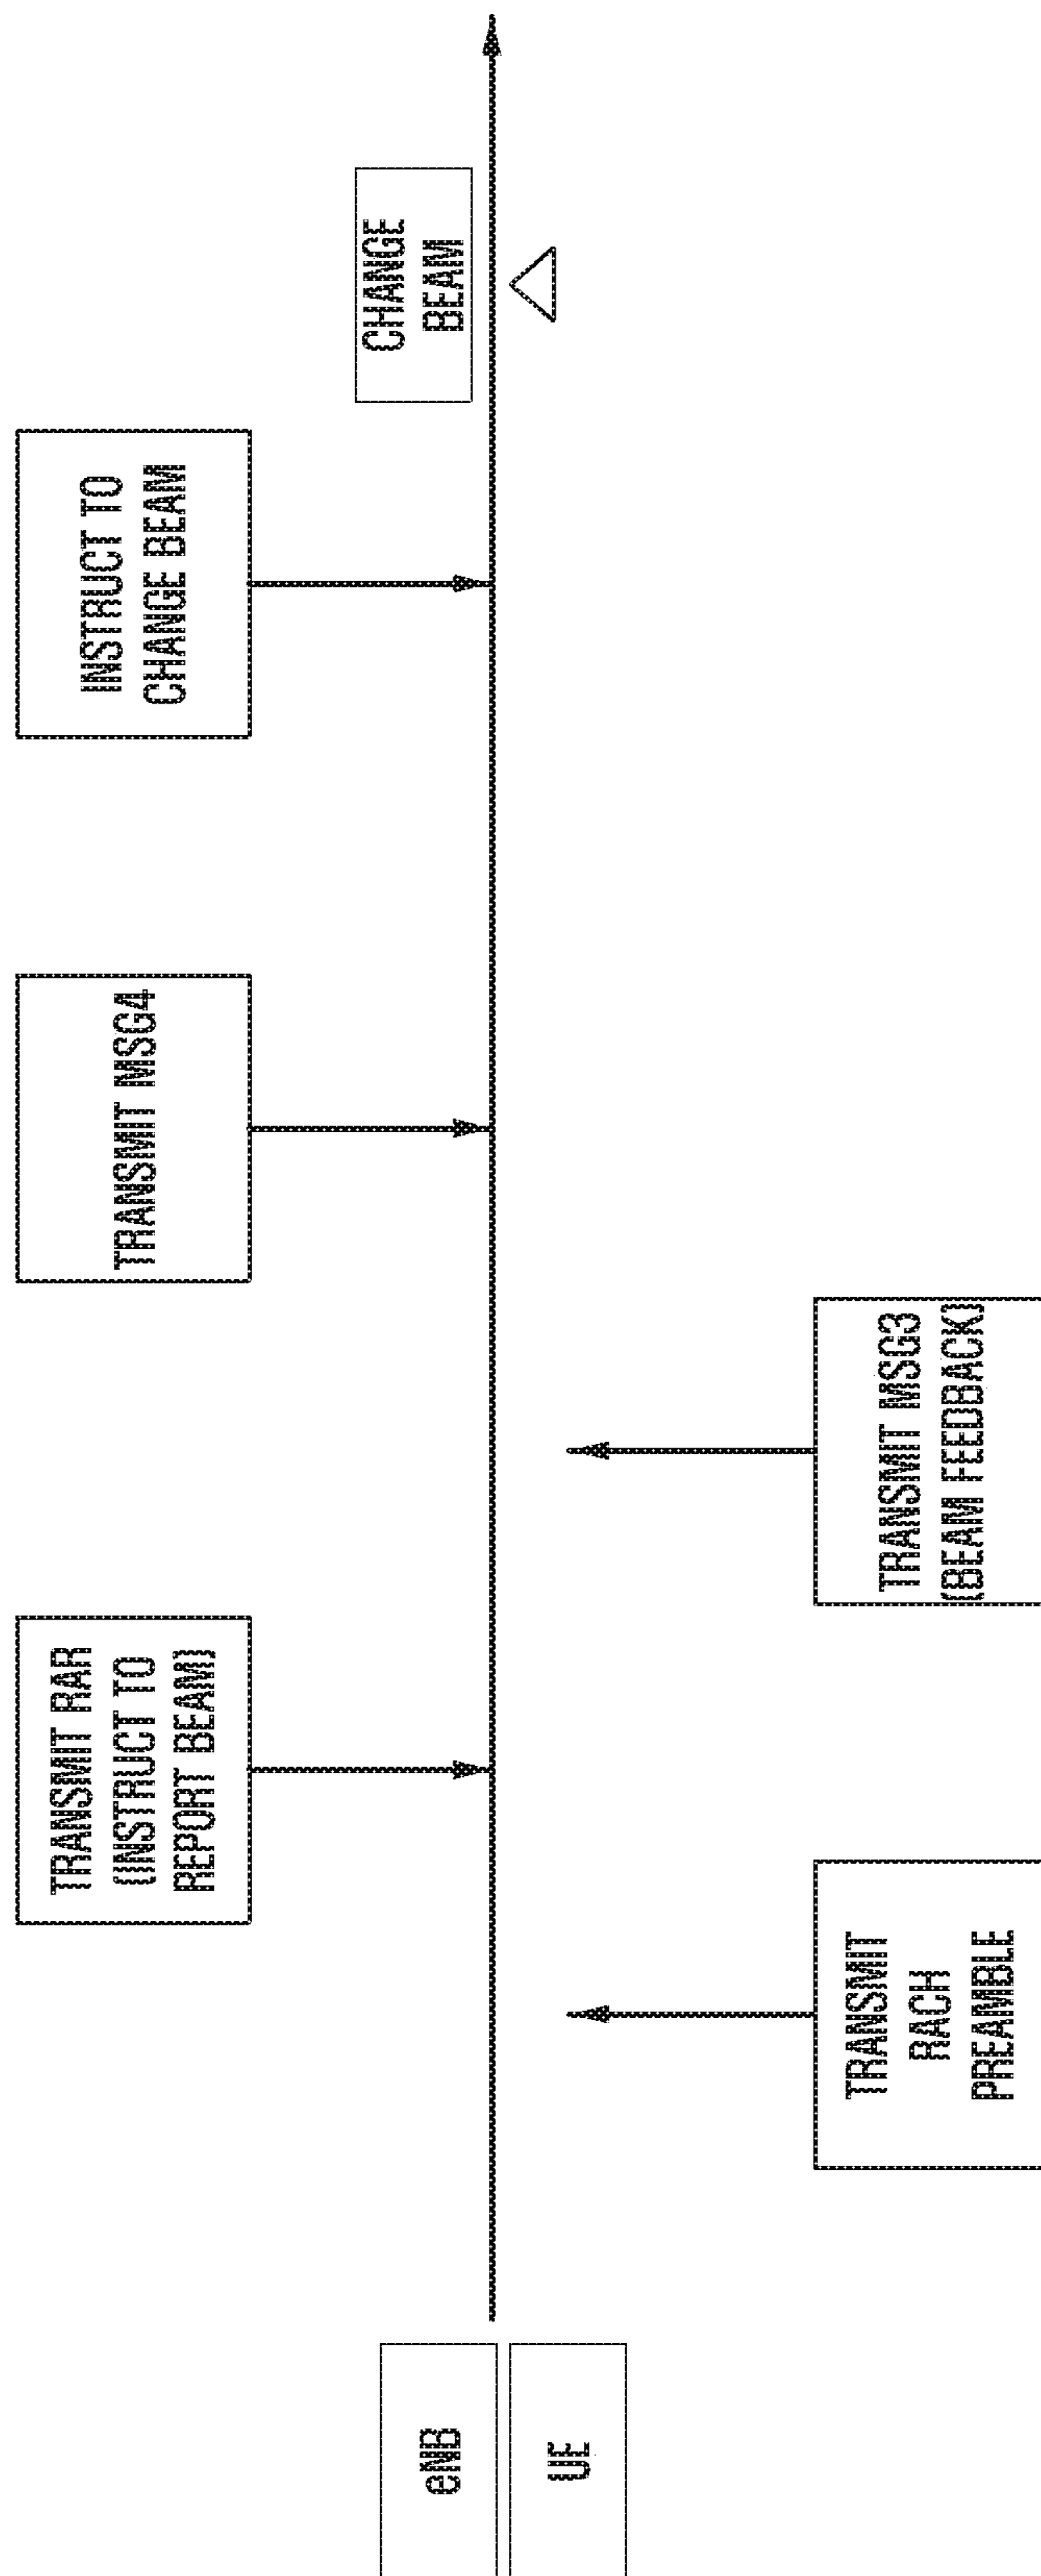 eNB
UE
TRANSMIT
RACH
PREAMBLE
TRANSMIT RAR
(INSTRUCT TO
REPORT BEAM)
TRANSMIT MSG3
(BEAM FEEDBACK)
TRANSMIT MSG4
INSTRUCT TO
CHANGE BEAM
CHANGE
BEAM